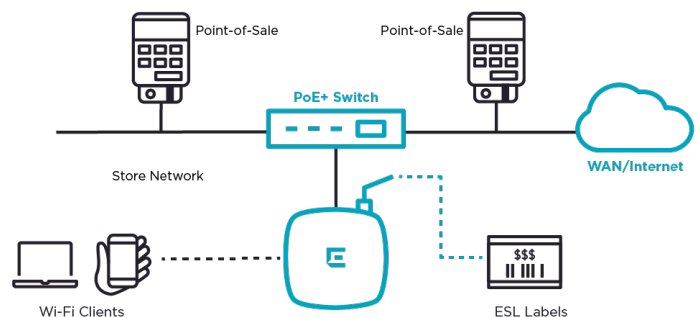 Point-of-Sale
Point-of-Sale
PoE+ Switch
WAN/Internet
Store Network
E
$$$
Wi-Fi Clients
ESL Labels